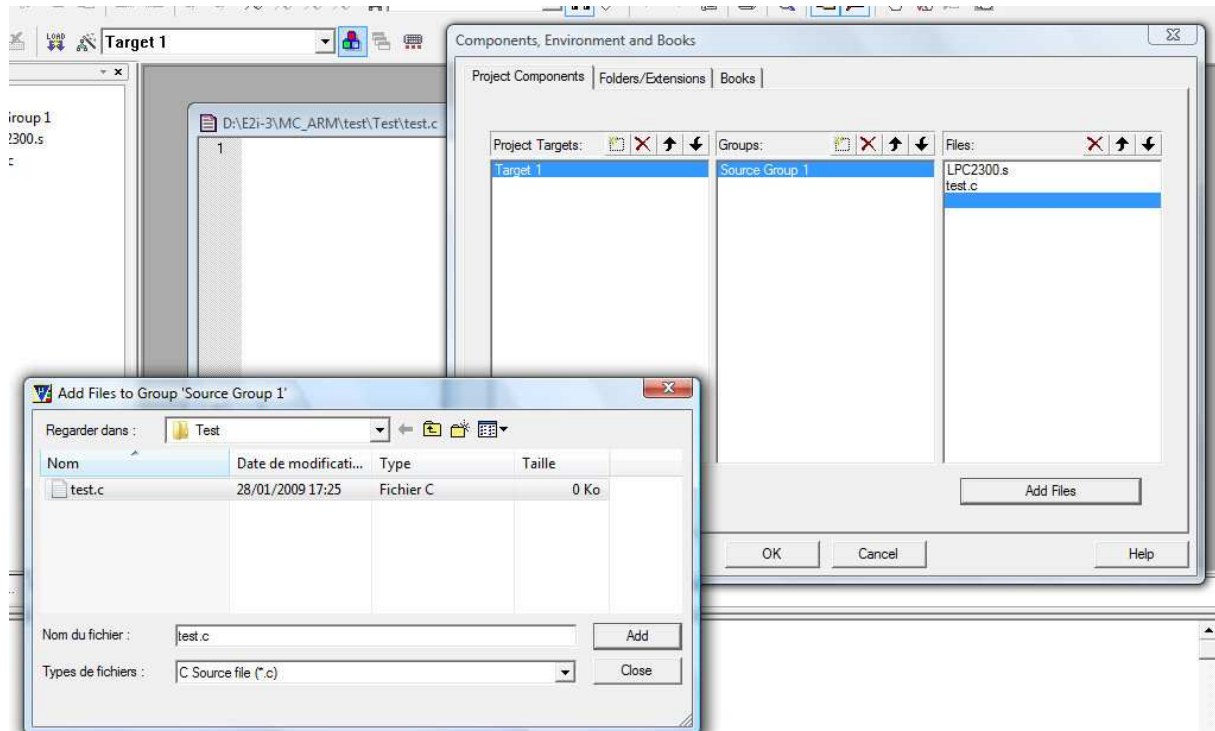 LOAD
Target 1
Components, Environment and Books
Project Components Folders/Extensions Books
Group 1
2300.s
D:\E2i-3\MC_ARM\test\Test\test.c
1
Project Targets: Groups: Files:
Target 1 Source Group 1 LPC2300.s
test.c
Add Files
OK Cancel Help
Add Files to Group 'Source Group 1'
Regarder dans : Test
Nom Date de modificati... Type Taille
test.c 28/01/2009 17:25 Fichier C 0 Ko
Nom du fichier : test.c Add
Types de fichiers : C Source file (*.c) Close